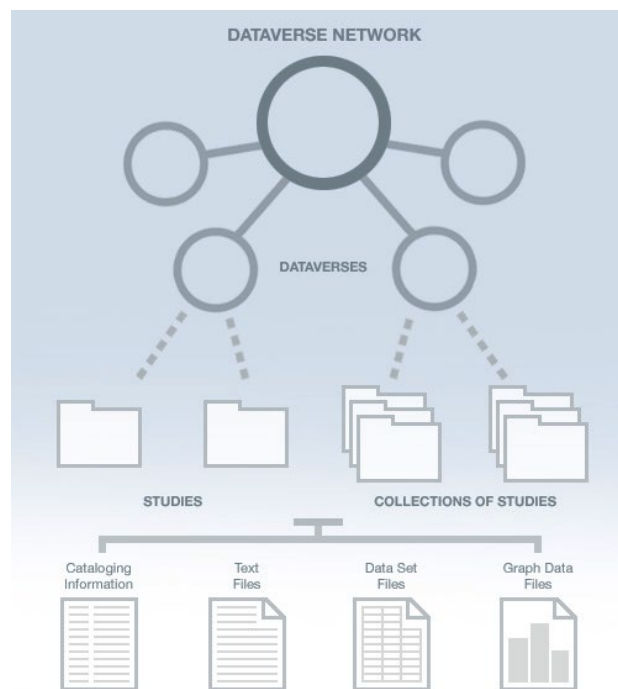 DATAVERSE NETWORK
DATAVERSES
STUDIES
COLLECTIONS OF STUDIES
Cataloging
Information
Text
Files
Data Set
Files
Graph Data
Files